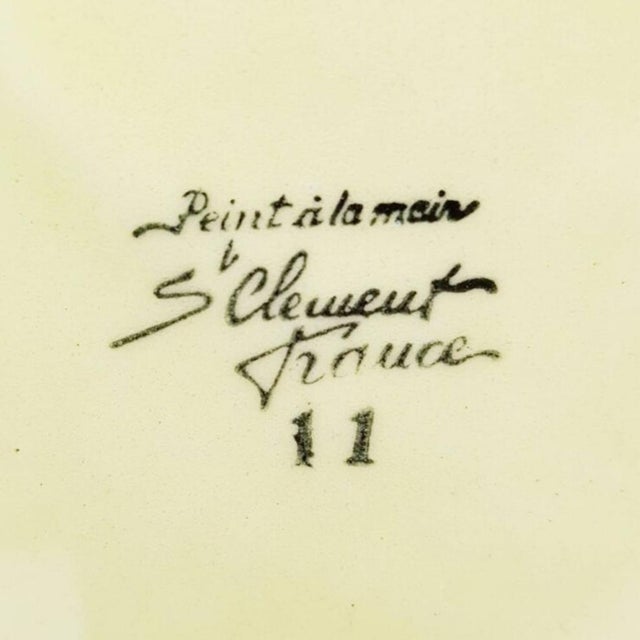 Peint à la main
St Clement
France
11